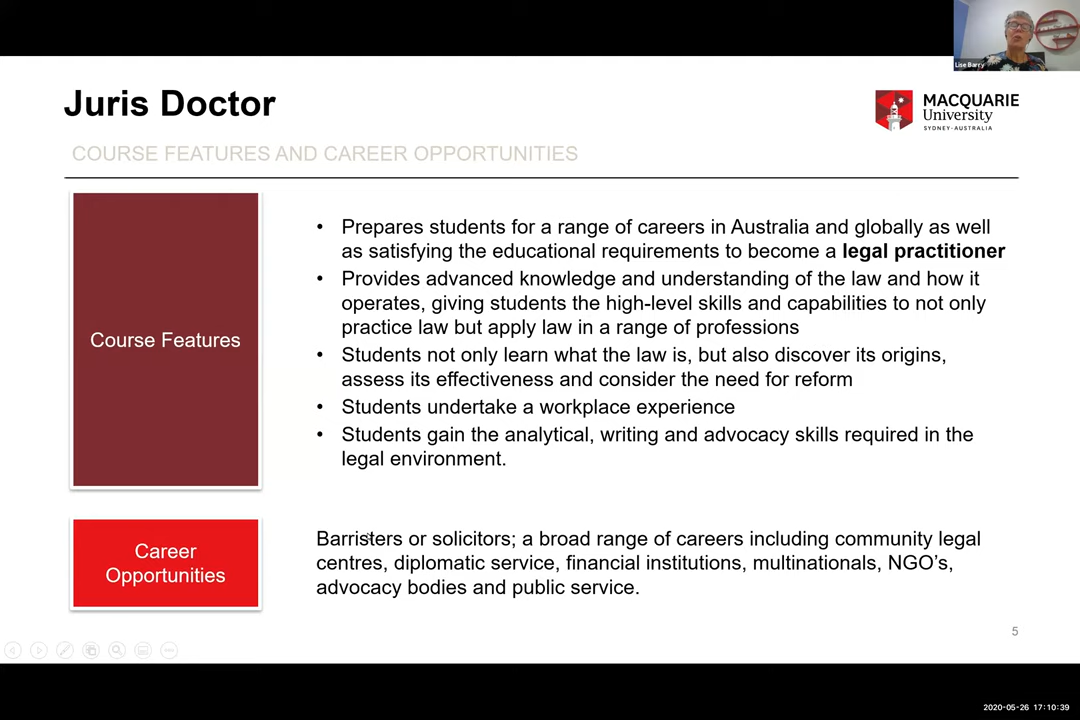 Lise Barry
Juris Doctor
MACQUARIE
University
SYDNEY-AUSTRALIA
COURSE FEATURES AND CAREER OPPORTUNITIES
Course Features
• Prepares students for a range of careers in Australia and globally as well
as satisfying the educational requirements to become a legal practitioner
• Provides advanced knowledge and understanding of the law and how it
operates, giving students the high-level skills and capabilities to not only
practice law but apply law in a range of professions
• Students not only learn what the law is, but also discover its origins,
assess its effectiveness and consider the need for reform
• Students undertake a workplace experience
• Students gain the analytical, writing and advocacy skills required in the
legal environment.
Career
Opportunities
Barristers or solicitors; a broad range of careers including community legal
centres, diplomatic service, financial institutions, multinationals, NGO's,
advocacy bodies and public service.
5
2020-05-26 17:10:39